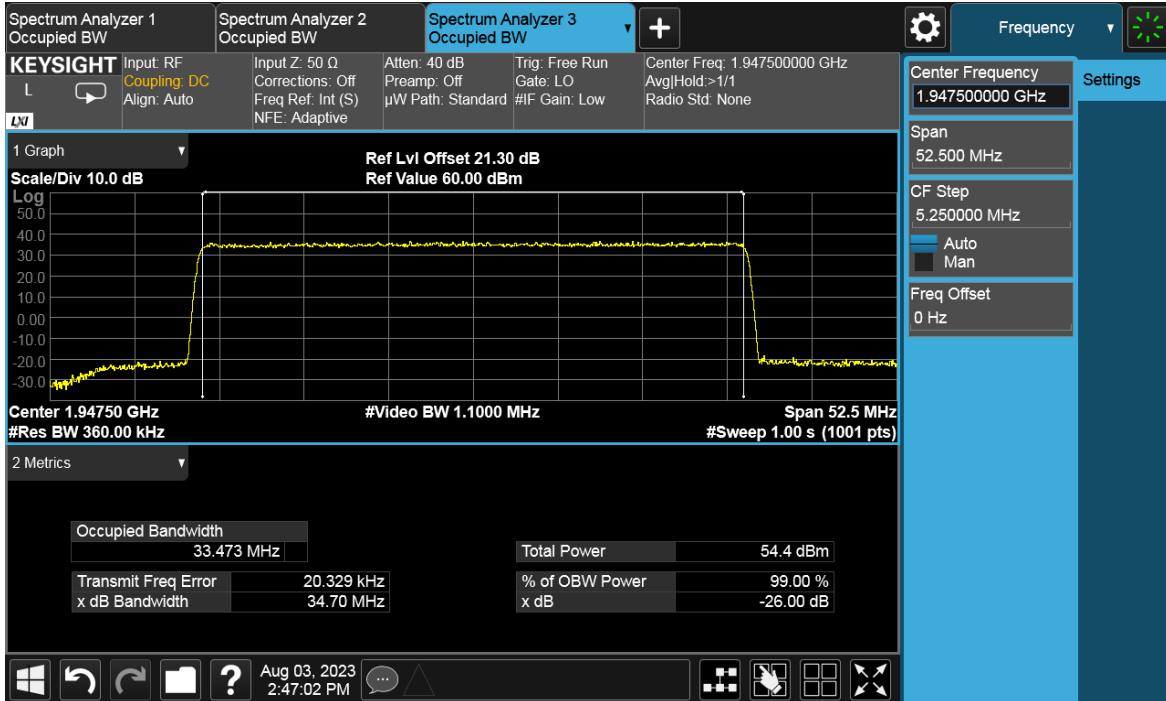 Spectrum Analyzer 1
Occupied BW
Spectrum Analyzer 2
Occupied BW
Spectrum Analyzer 3
Occupied BW
Frequency
KEYSIGHT
L
LXI
Input: RF
Coupling: DC
Align: Auto
Input Z: 50 Ω
Corrections: Off
Freq Ref: Int (S)
NFE: Adaptive
Atten: 40 dB
Preamp: Off
µW Path: Standard
Trig: Free Run
Gate: LO
#IF Gain: Low
Center Freq: 1.947500000 GHz
Avg|Hold:>1/1
Radio Std: None
Center Frequency
1.947500000 GHz
Settings
Span
52.500 MHz
CF Step
5.250000 MHz
Auto
Man
Freq Offset
0 Hz
1 Graph
Scale/Div 10.0 dB
Ref Lvl Offset 21.30 dB
Ref Value 60.00 dBm
Log
50.0
40.0
30.0
20.0
10.0
0.00
-10.0
-20.0
-30.0
Center 1.94750 GHz
#Video BW 1.1000 MHz
Span 52.5 MHz
#Res BW 360.00 kHz
#Sweep 1.00 s (1001 pts)
2 Metrics
Occupied Bandwidth
33.473 MHz
Total Power 54.4 dBm
Transmit Freq Error 20.329 kHz
% of OBW Power 99.00 %
x dB Bandwidth 34.70 MHz
x dB -26.00 dB
?
Aug 03, 2023
2:47:02 PM